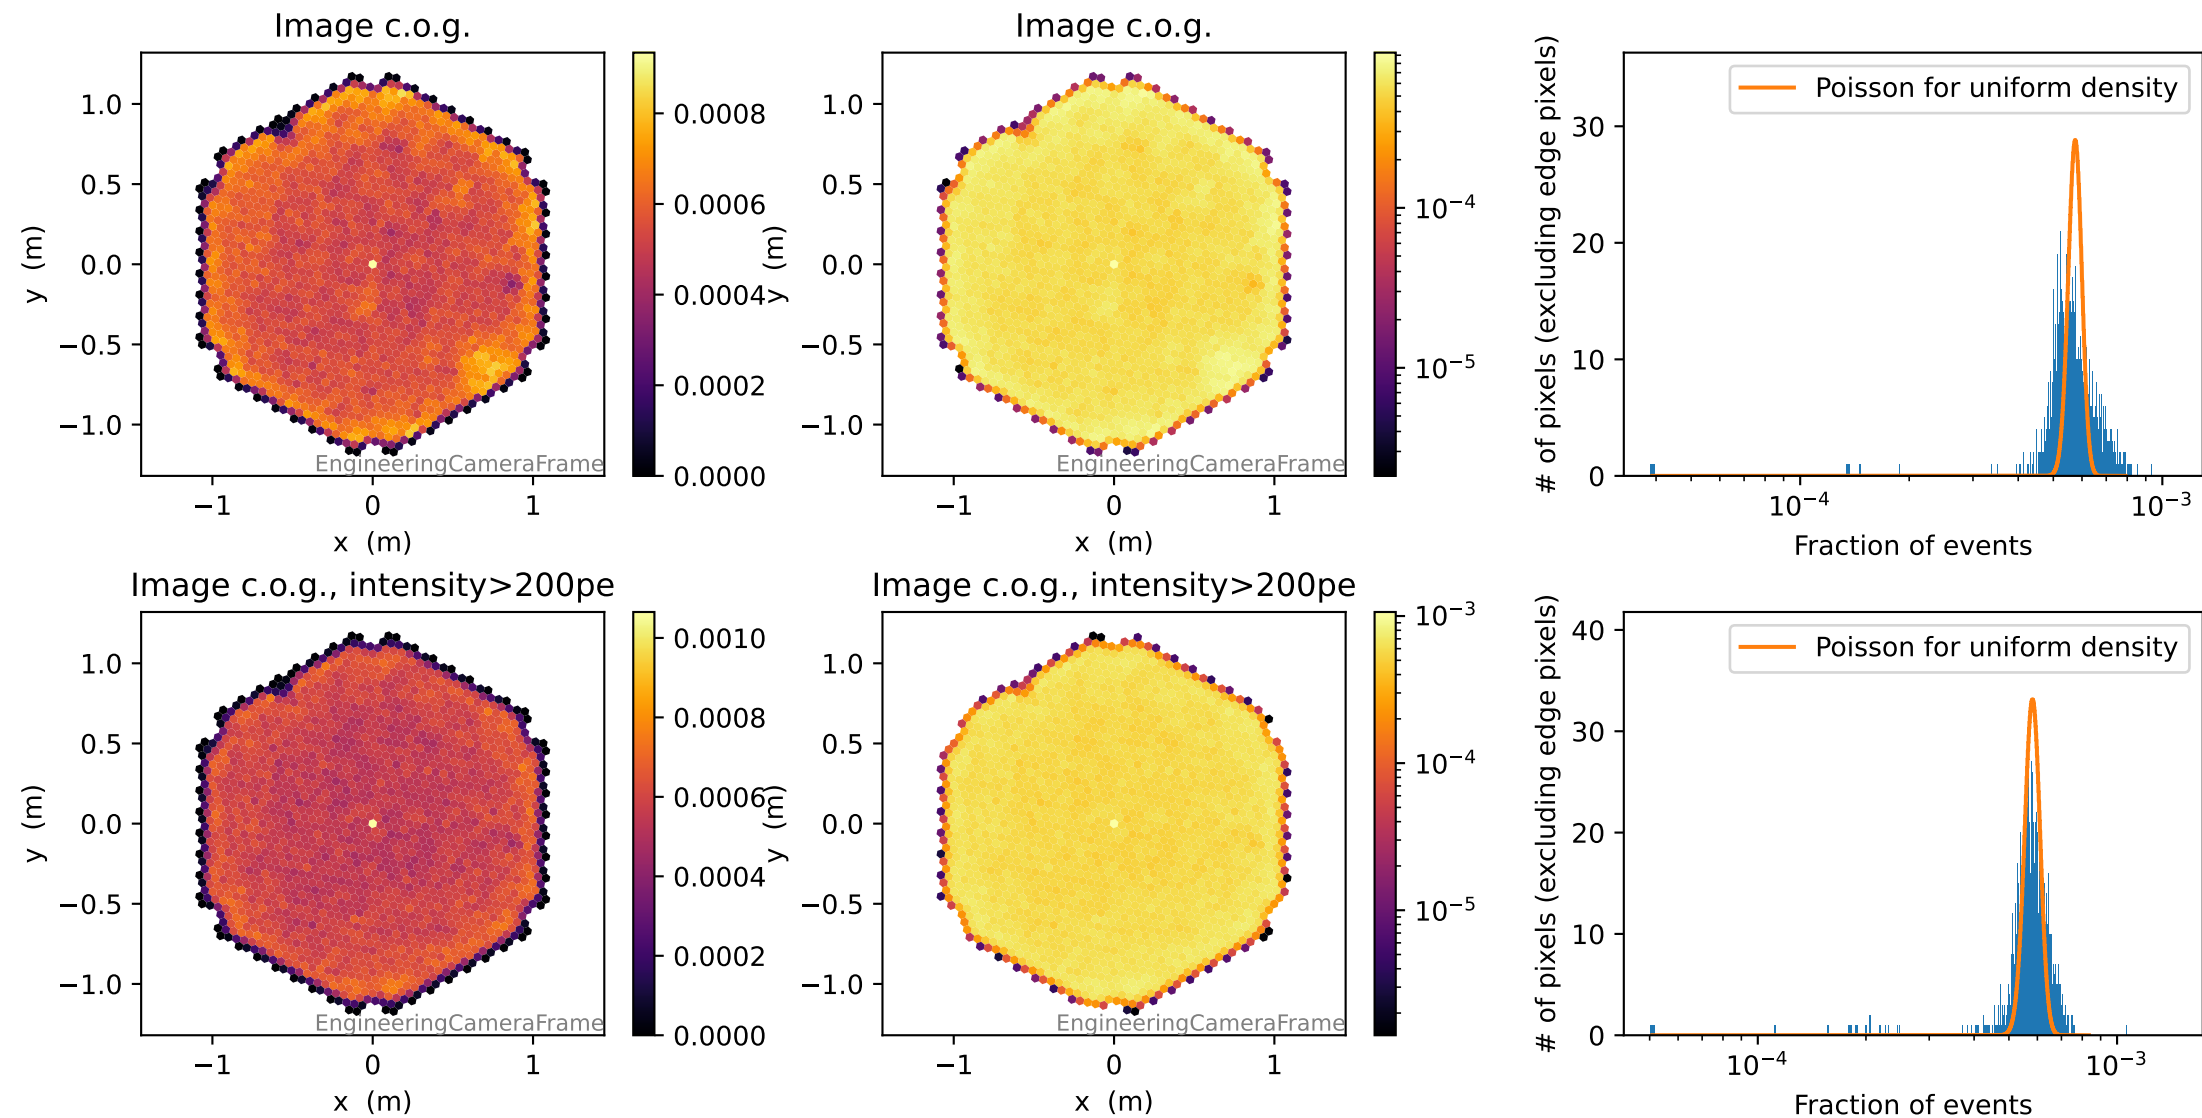 Image c.o.g.
1.0
0.5
0.0
−0.5
−1.0
y (m)
−1
0
1
x (m)
EngineeringCameraFrame
0.0008
0.0006
0.0004
0.0002
0.0000
Image c.o.g.
1.0
0.5
0.0
−0.5
−1.0
y (m)
−1
0
1
x (m)
EngineeringCameraFrame
10−4
10−5
# of pixels (excluding edge pixels)
30
20
10
0
Poisson for uniform density
10−4
10−3
Fraction of events
Image c.o.g., intensity>200pe
1.0
0.5
0.0
−0.5
−1.0
y (m)
−1
0
1
x (m)
EngineeringCameraFrame
0.0010
0.0008
0.0006
0.0004
0.0002
0.0000
Image c.o.g., intensity>200pe
1.0
0.5
0.0
−0.5
−1.0
y (m)
−1
0
1
x (m)
EngineeringCameraFrame
10−3
10−4
10−5
# of pixels (excluding edge pixels)
40
30
20
10
0
Poisson for uniform density
10−4
10−3
Fraction of events